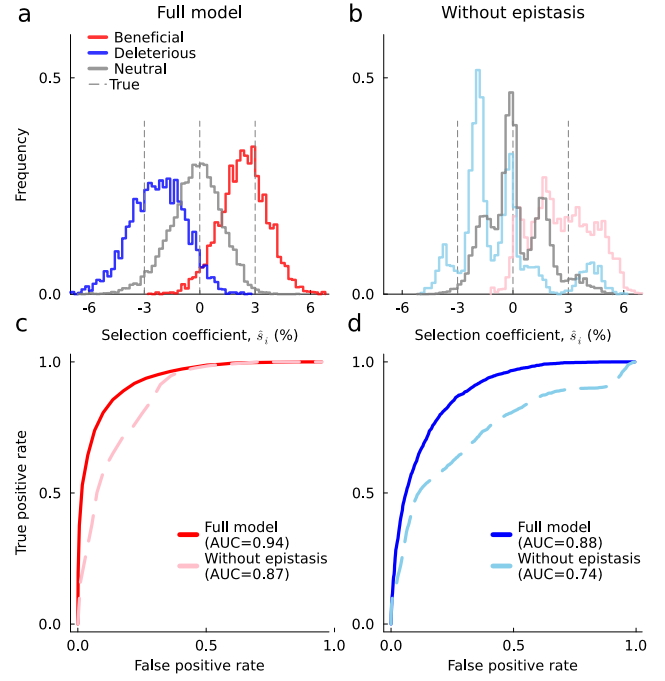 a
Full model
b
Without epistasis
Beneficial
Deleterious
Neutral
True
0.5
0.5
Frequency
0.0
0.0
-6
-3
0
3
6
-6
-3
0
3
6
c
Selection coefficient, ŝᵢ (%)
d
Selection coefficient, ŝᵢ (%)
1.0
1.0
True positive rate
0.5
0.5
Full model
(AUC=0.94)
Without epistasis
(AUC=0.87)
Full model
(AUC=0.88)
Without epistasis
(AUC=0.74)
0.0
0.0
0.0
0.5
1.0
0.0
0.5
1.0
False positive rate
False positive rate